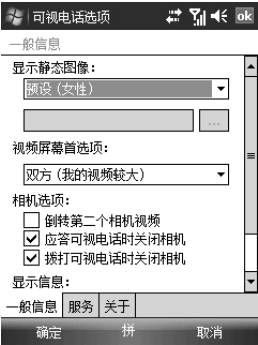 可视电话选项 ok
一般信息
显示静态图像:
预设 (女性)
...
视频屏幕首选项:
双方 (我的视频较大)
相机选项:
倒转第二个相机视频
应答可视电话时关闭相机
拨打可视电话时关闭相机
显示信息:
一般信息 服务 关于
确定 拼 取消